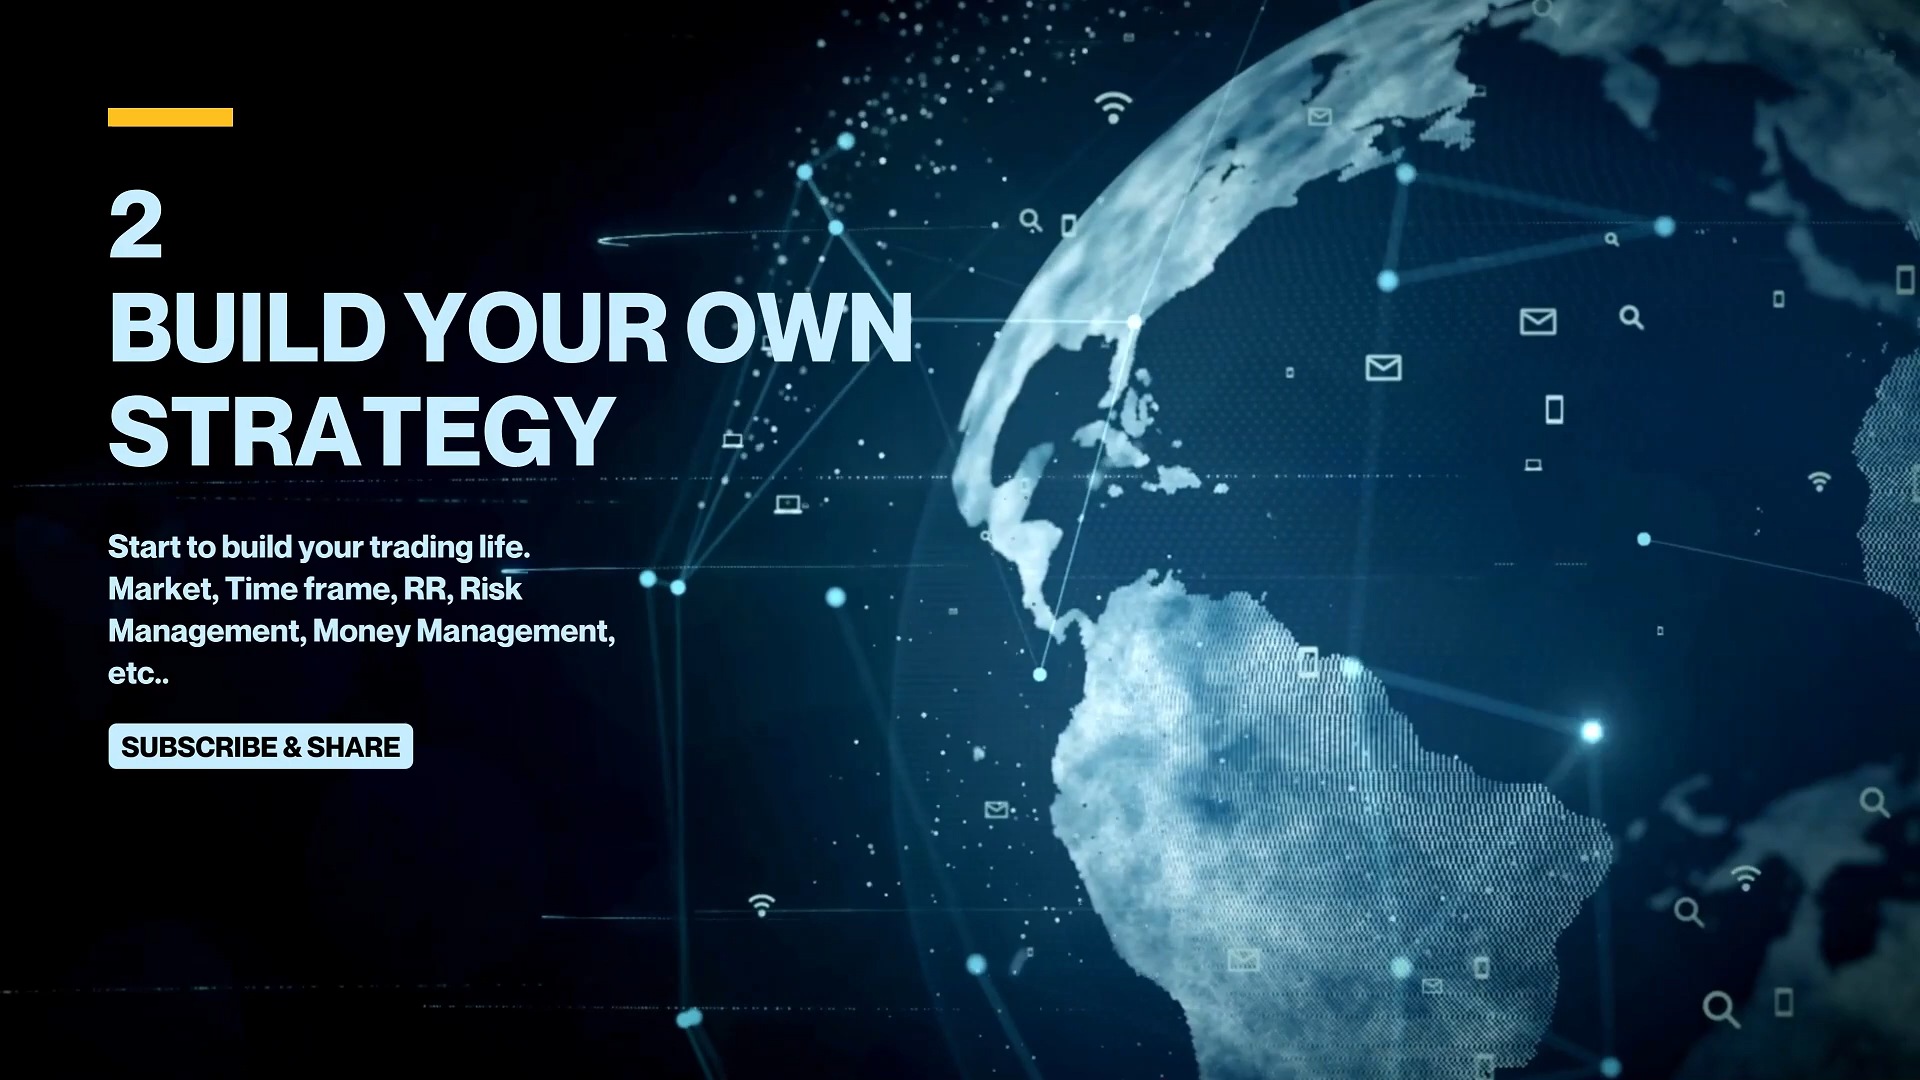 2
BUILD YOUR OWN
STRATEGY
Start to build your trading life.
Market, Time frame, RR, Risk
Management, Money Management,
etc..
SUBSCRIBE & SHARE